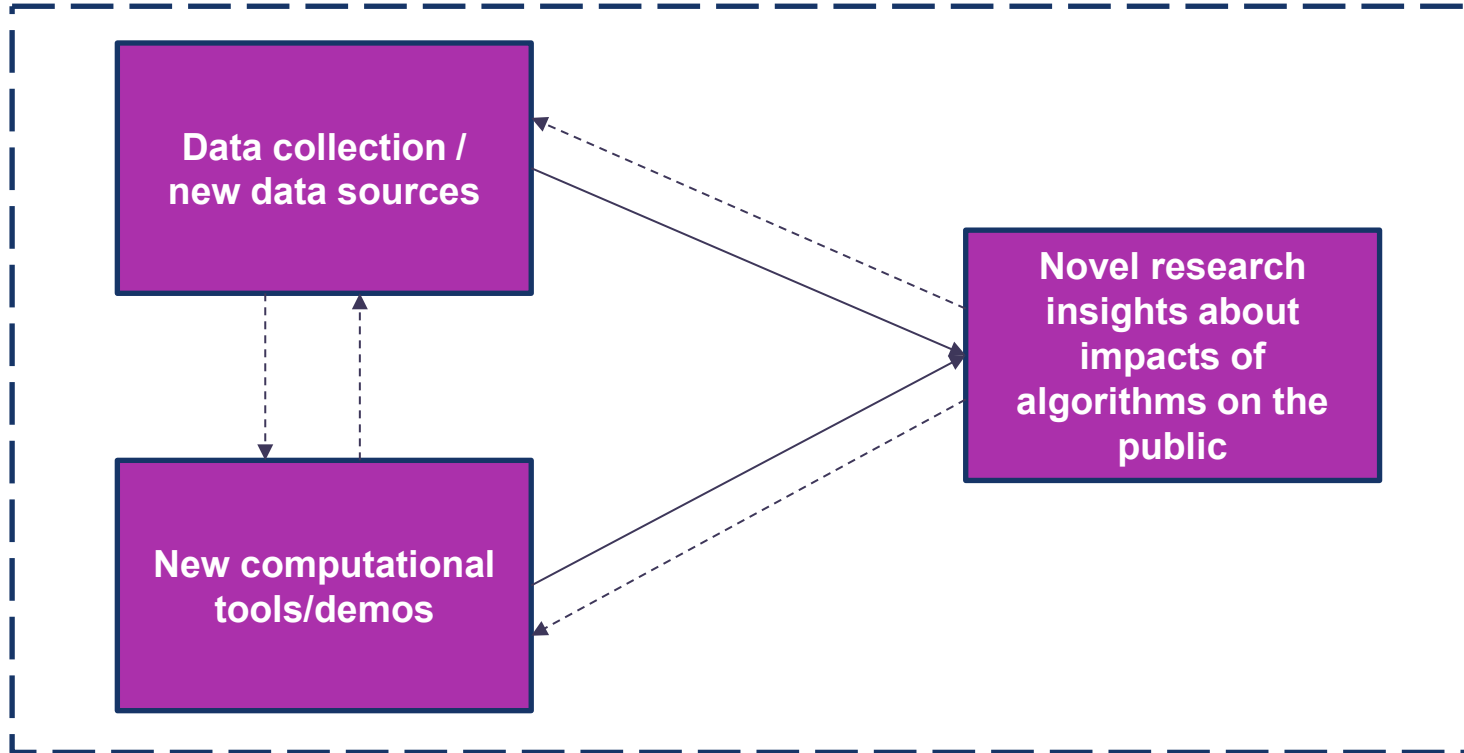 Data collection /
new data sources
Novel research
insights about
impacts of
algorithms on the
public
New computational
tools/demos